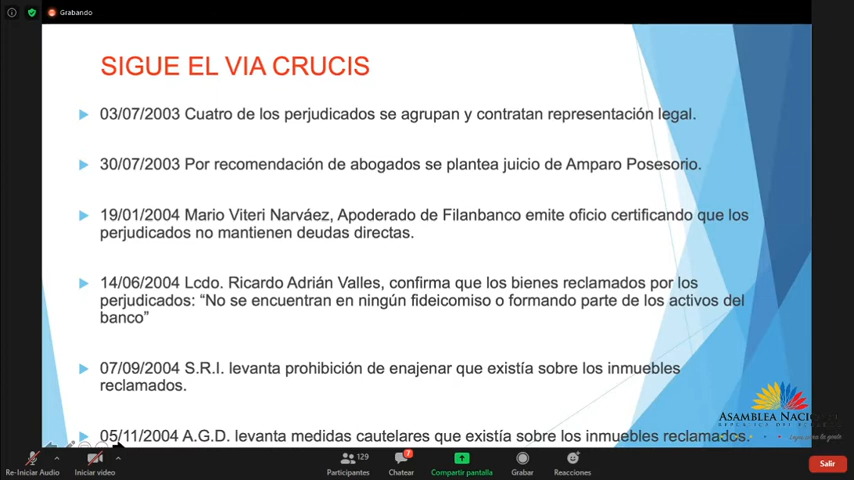 Grabando
SIGUE EL VIA CRUCIS
03/07/2003 Cuatro de los perjudicados se agrupan y contratan representación legal.
30/07/2003 Por recomendación de abogados se plantea juicio de Amparo Posesorio.
19/01/2004 Mario Viteri Narváez, Apoderado de Filanbanco emite oficio certificando que los
perjudicados no mantienen deudas directas.
14/06/2004 Lcdo. Ricardo Adrián Valles, confirma que los bienes reclamados por los
perjudicados: “No se encuentran en ningún fideicomiso o formando parte de los activos del
banco”
07/09/2004 S.R.I. levanta prohibición de enajenar que existía sobre los inmuebles
reclamados.
ASAMBLEA NACIONAL
05/11/2004 A.G.D. levanta medidas cautelares que existía sobre los inmuebles reclamados.
129
7
Re-Iniciar Audio
Iniciar video
Participantes
Chatear
Compartir pantalla
Grabar
Reacciones
Salir